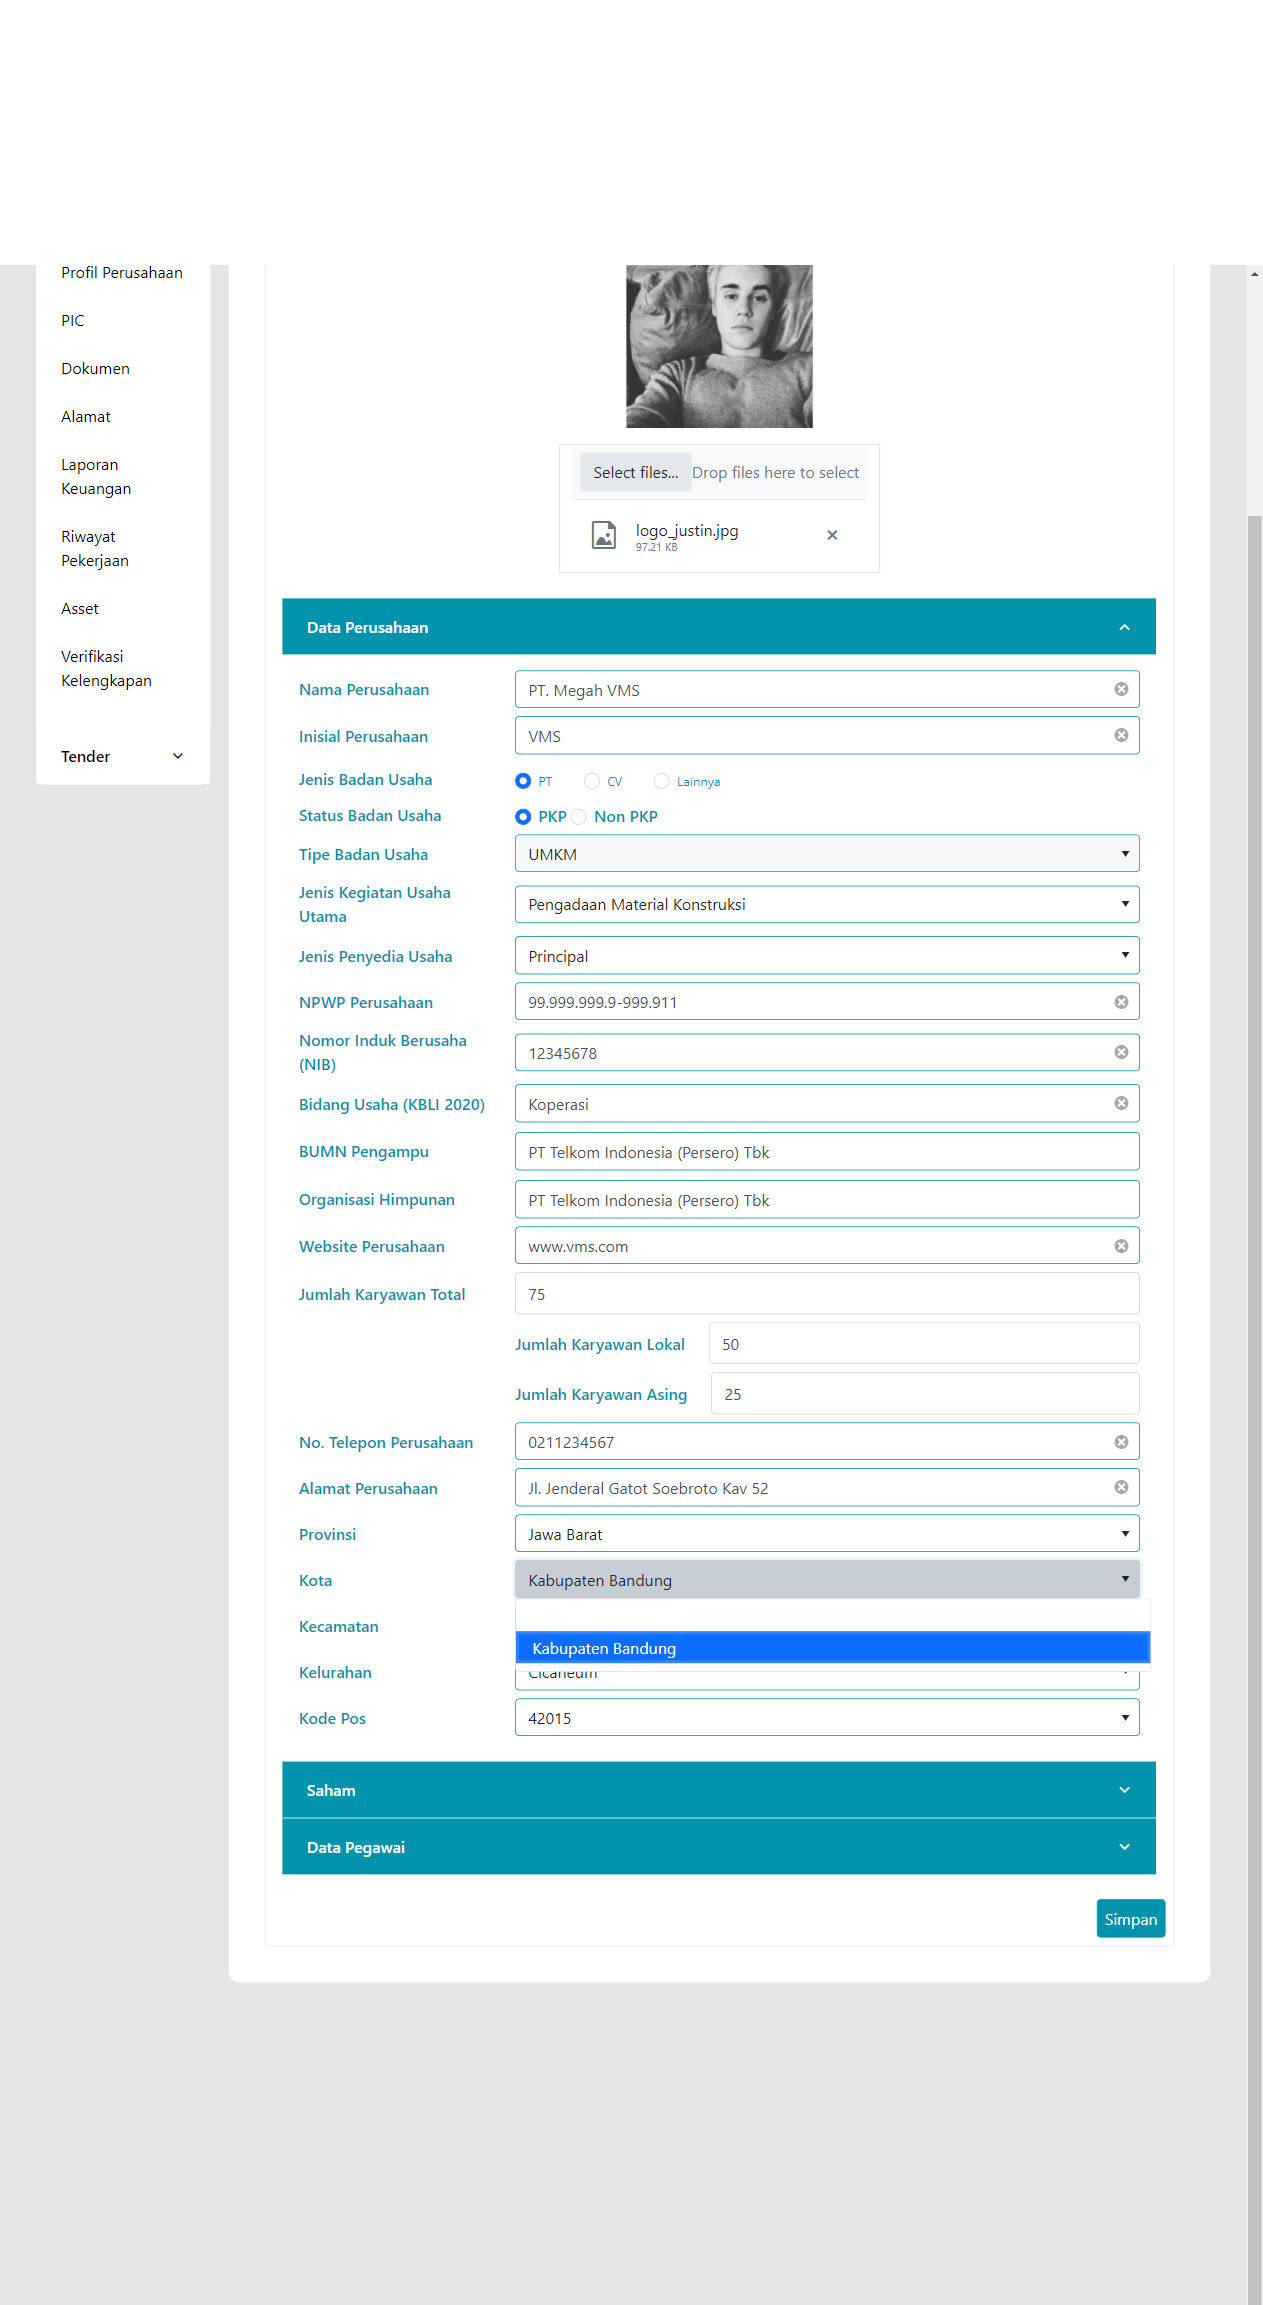 Profil Perusahaan
PIC
Dokumen
Alamat
Laporan
Keuangan
Riwayat
Pekerjaan
Asset
Verifikasi
Kelengkapan
Tender
Select files...
Drop files here to select
logo_justin.jpg
97.21 KB
Data Perusahaan
Nama Perusahaan
PT. Megah VMS
Inisial Perusahaan
VMS
Jenis Badan Usaha
PT
CV
Lainnya
Status Badan Usaha
PKP
Non PKP
Tipe Badan Usaha
UMKM
Jenis Kegiatan Usaha
Utama
Pengadaan Material Konstruksi
Jenis Penyedia Usaha
Principal
NPWP Perusahaan
99.999.999.9-999.911
Nomor Induk Berusaha
(NIB)
12345678
Bidang Usaha (KBLI 2020)
Koperasi
BUMN Pengampu
PT Telkom Indonesia (Persero) Tbk
Organisasi Himpunan
PT Telkom Indonesia (Persero) Tbk
Website Perusahaan
www.vms.com
Jumlah Karyawan Total
75
Jumlah Karyawan Lokal
50
Jumlah Karyawan Asing
25
No. Telepon Perusahaan
0211234567
Alamat Perusahaan
Jl. Jenderal Gatot Soebroto Kav 52
Provinsi
Jawa Barat
Kota
Kabupaten Bandung
Kecamatan
Kabupaten Bandung
Kelurahan
Cicaheum
Kode Pos
42015
Saham
Data Pegawai
Simpan